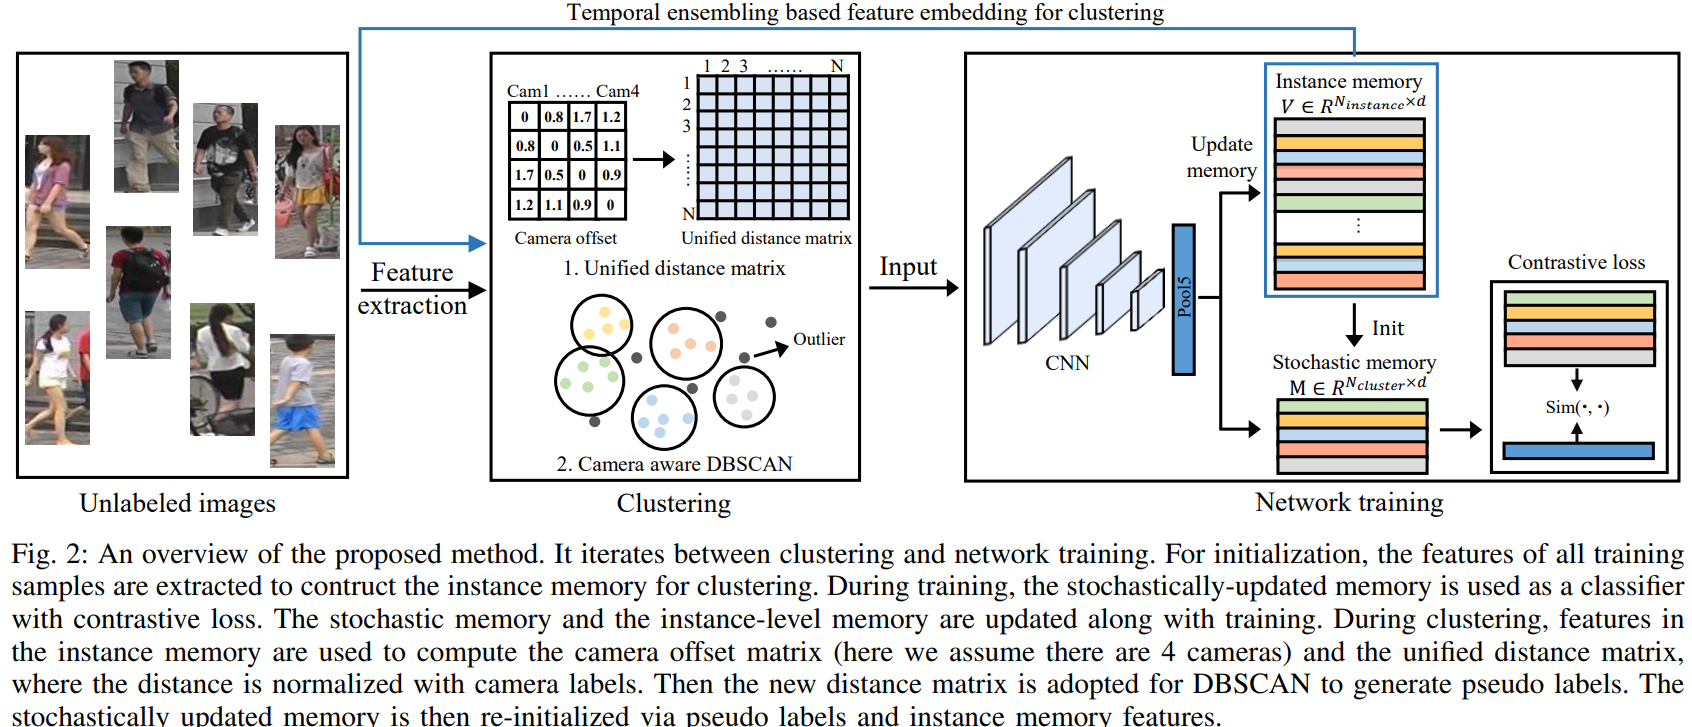 Temporal ensembling based feature embedding for clustering
Unlabeled images
Feature
extraction
Cam1 …… Cam4
0 0.8 1.7 1.2
0.8 0 0.5 1.1
1.7 0.5 0 0.9
1.2 1.1 0.9 0
Camera offset
1 2 3 …… N
1
2
3
⋮
N
Unified distance matrix
1. Unified distance matrix
Outlier
2. Camera aware DBSCAN
Clustering
Input
CNN
Pool5
Update
memory
Instance memory
V ∈ R^{N_{instance}×d}
⋮
Init
Stochastic memory
M ∈ R^{N_{cluster}×d}
Contrastive loss
Sim(·, ·)
Network training
Fig. 2: An overview of the proposed method. It iterates between clustering and network training. For initialization, the features of all training
samples are extracted to contruct the instance memory for clustering. During training, the stochastically-updated memory is used as a classifier
with contrastive loss. The stochastic memory and the instance-level memory are updated along with training. During clustering, features in
the instance memory are used to compute the camera offset matrix (here we assume there are 4 cameras) and the unified distance matrix,
where the distance is normalized with camera labels. Then the new distance matrix is adopted for DBSCAN to generate pseudo labels. The
stochastically updated memory is then re-initialized via pseudo labels and instance memory features.